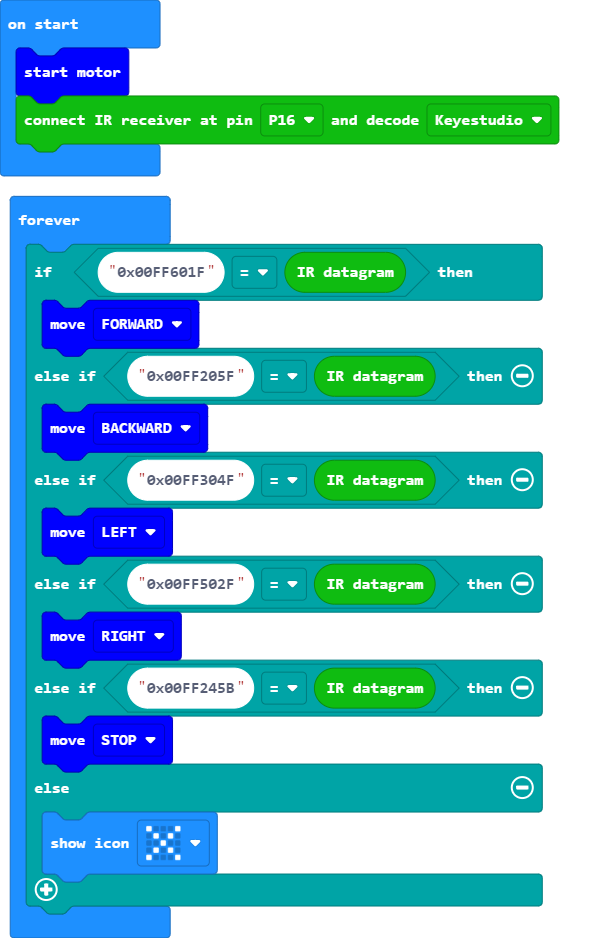 on start
start motor
connect IR receiver at pin P16 and decode Keyestudio
forever
if "0x00FF601F" = IR datagram then
move FORWARD
else if "0x00FF205F" = IR datagram then
move BACKWARD
else if "0x00FF304F" = IR datagram then
move LEFT
else if "0x00FF502F" = IR datagram then
move RIGHT
else if "0x00FF245B" = IR datagram then
move STOP
else
show icon